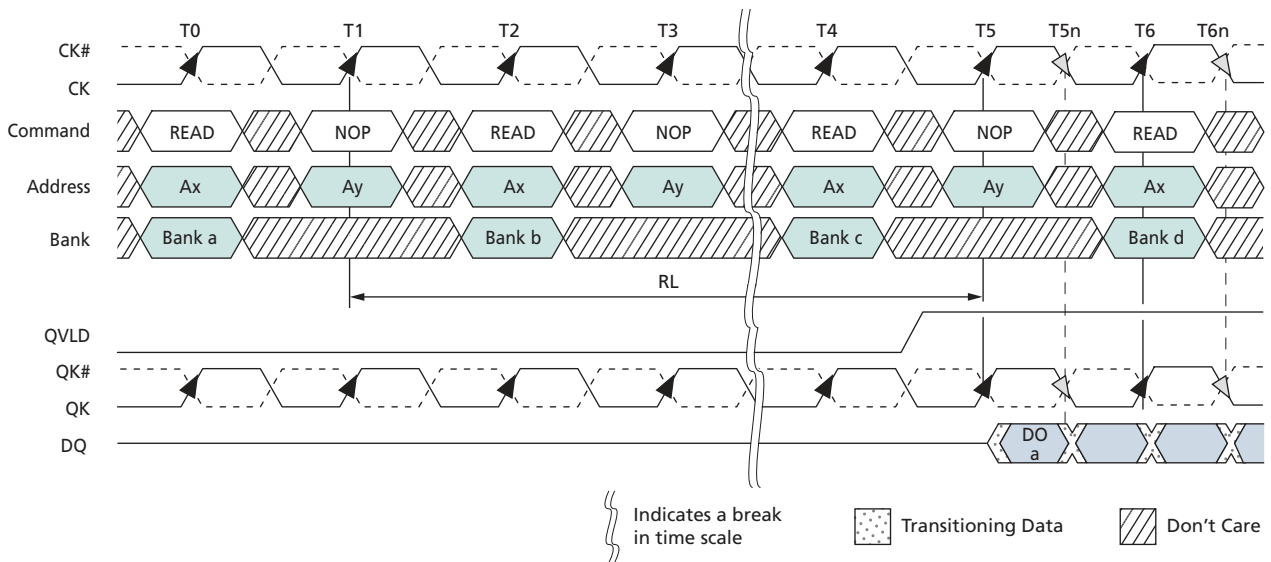 T0 T1 T2 T3 T4 T5 T5n T6 T6n
CK#
CK
Command READ NOP READ NOP READ NOP READ
Address Ax Ay Ax Ay Ax Ay Ax
Bank Bank a Bank b Bank c Bank d
RL
QVLD
QK#
QK
DQ DO
a
Indicates a break
in time scale
Transitioning Data
Don't Care